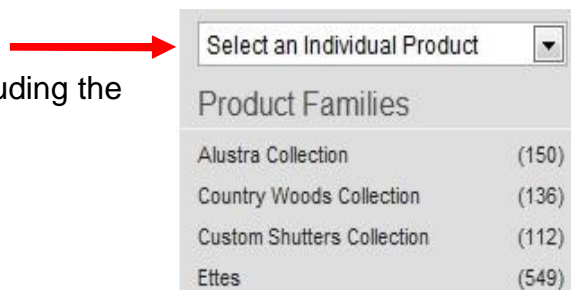 Select an Individual Product
uding the
Product Families
Alustra Collection (150)
Country Woods Collection (136)
Custom Shutters Collection (112)
Ettes (549)